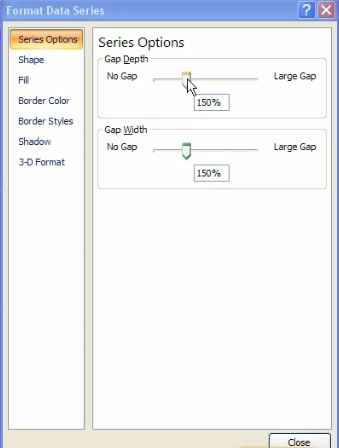 Format Data Series
Series Options
Shape
Fill
Border Color
Border Styles
Shadow
3-D Format
Series Options
Gap Depth
No Gap Large Gap
150%
Gap Width
No Gap Large Gap
150%
Close